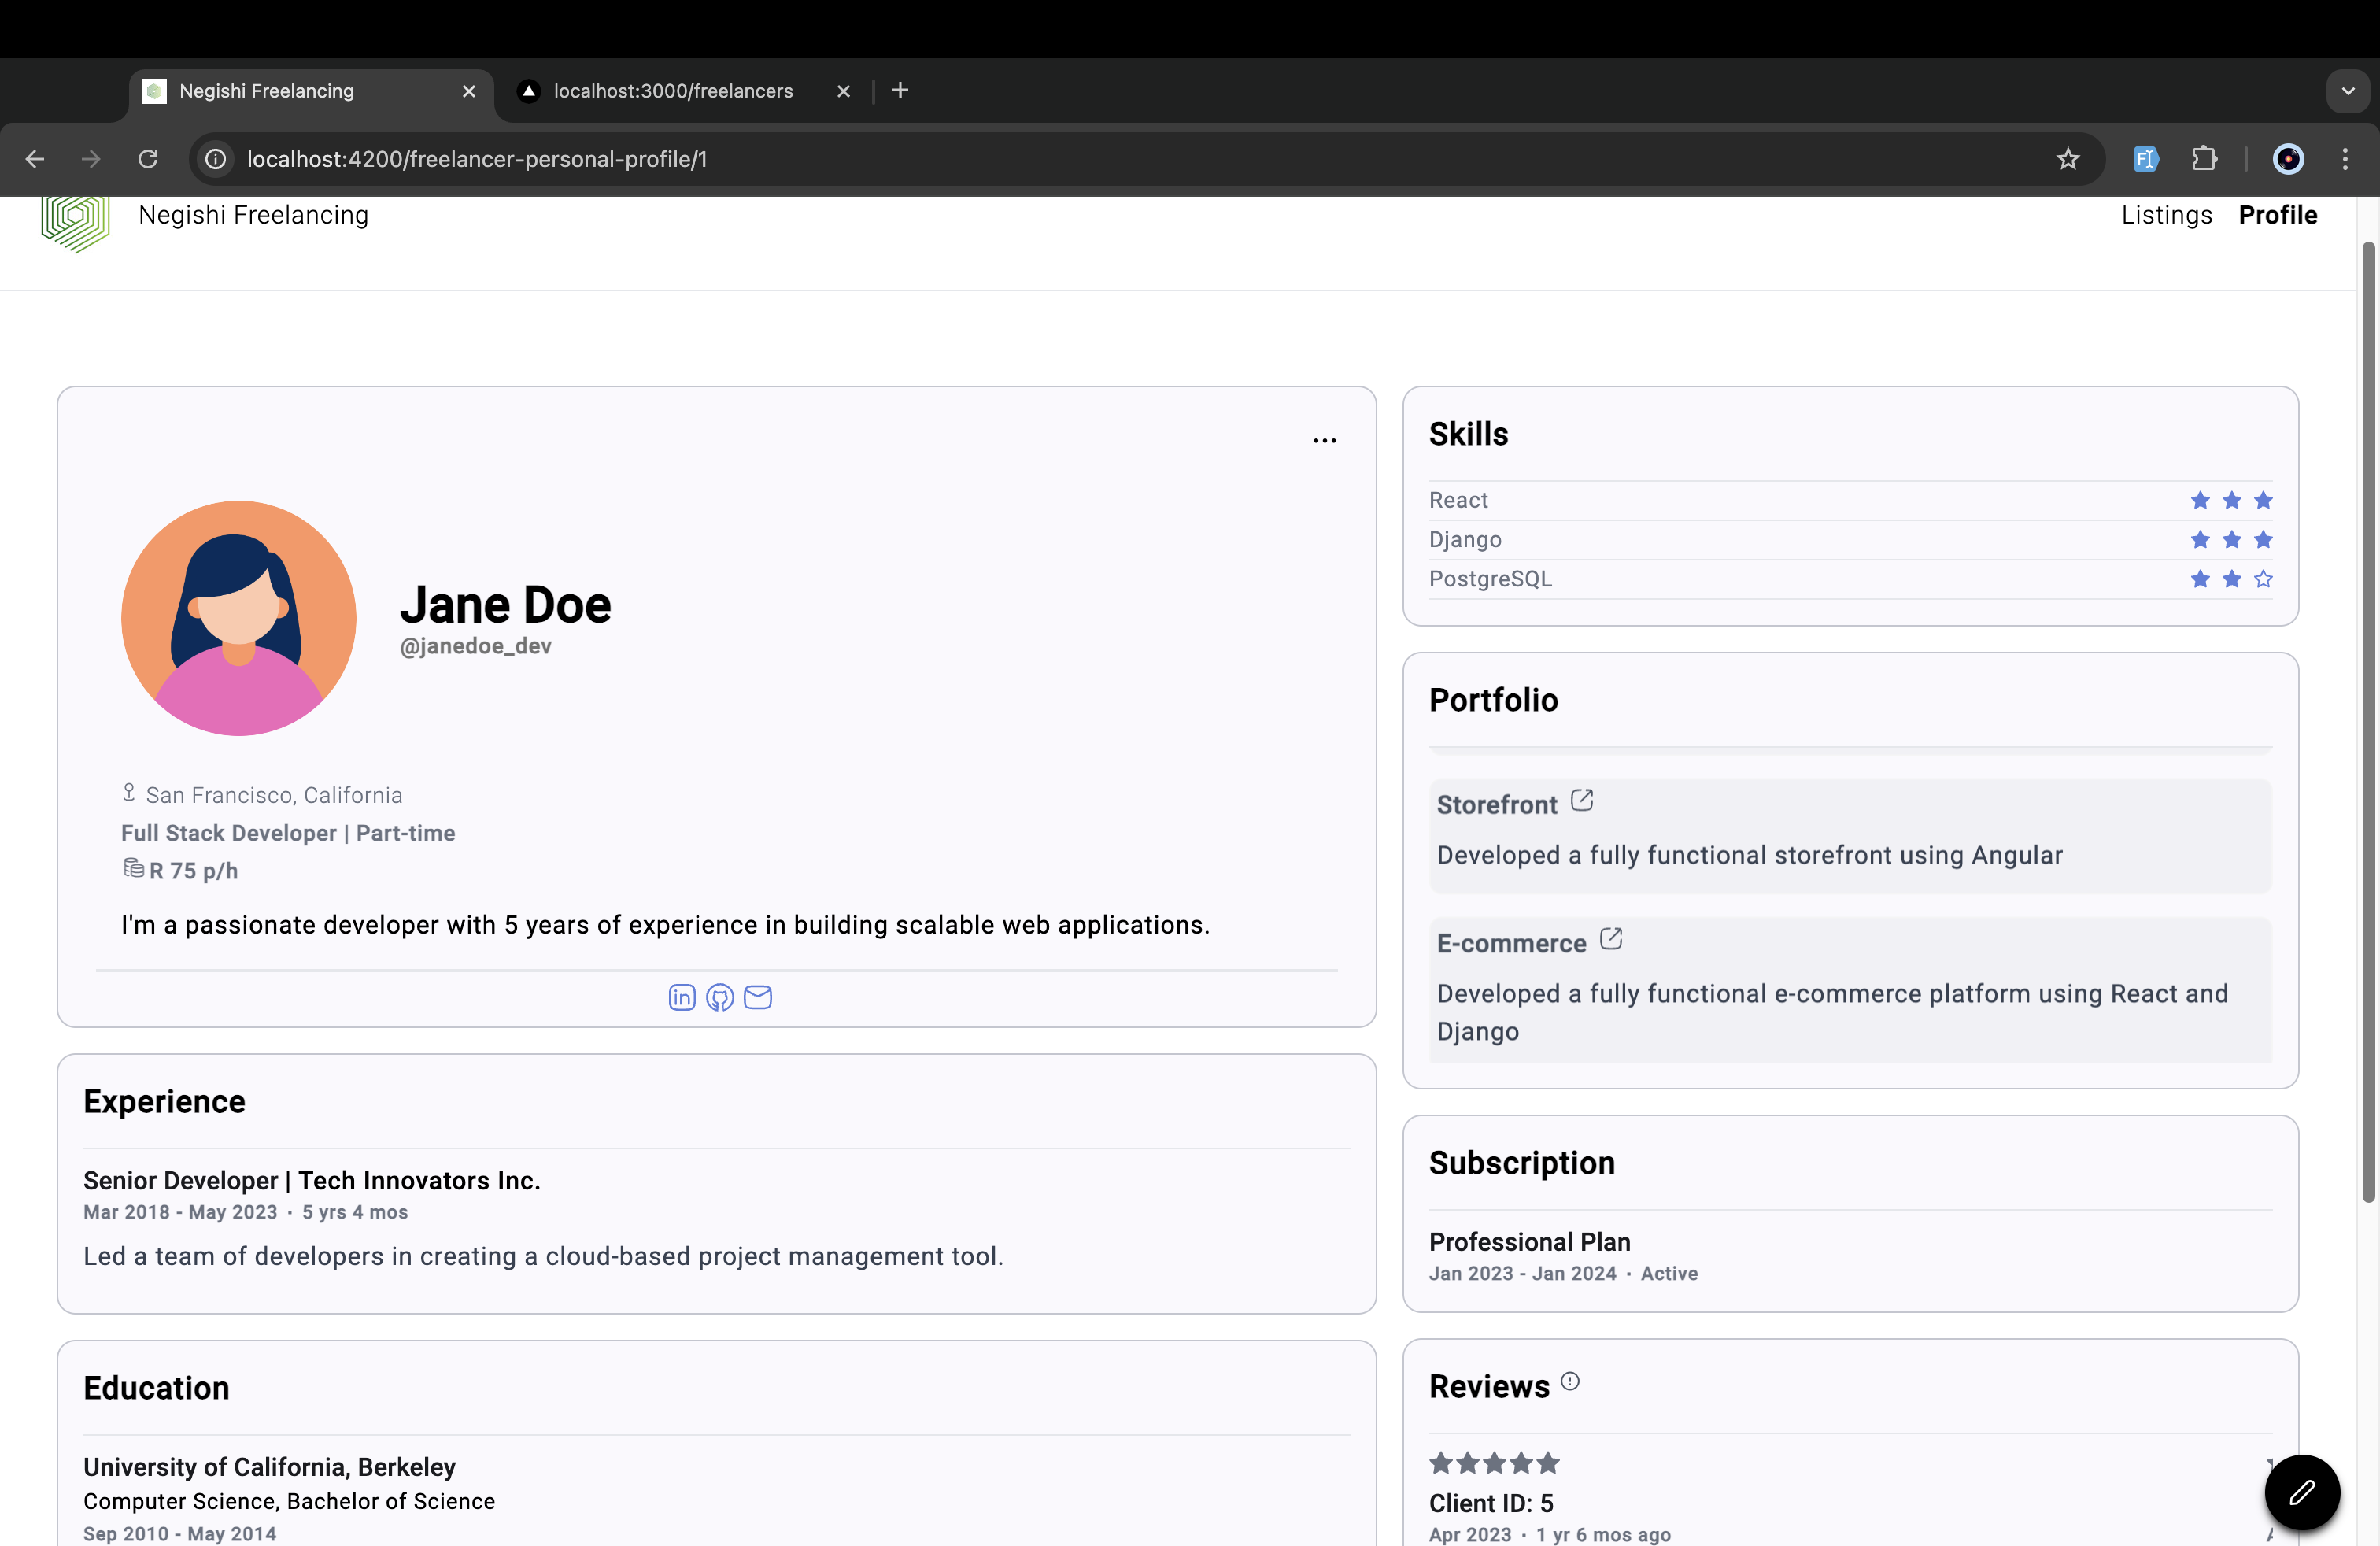 Negishi Freelancing
localhost:3000/freelancers
localhost:4200/freelancer-personal-profile/1
Negishi Freelancing
Listings
Profile
Jane Doe
@janedoe_dev
San Francisco, California
Full Stack Developer | Part-time
R 75 p/h
I'm a passionate developer with 5 years of experience in building scalable web applications.
Experience
Senior Developer | Tech Innovators Inc.
Mar 2018 - May 2023 · 5 yrs 4 mos
Led a team of developers in creating a cloud-based project management tool.
Education
University of California, Berkeley
Computer Science, Bachelor of Science
Sep 2010 - May 2014
Skills
React
Django
PostgreSQL
Portfolio
Storefront
Developed a fully functional storefront using Angular
E-commerce
Developed a fully functional e-commerce platform using React and
Django
Subscription
Professional Plan
Jan 2023 - Jan 2024 · Active
Reviews
Client ID: 5
Apr 2023 · 1 yr 6 mos ago